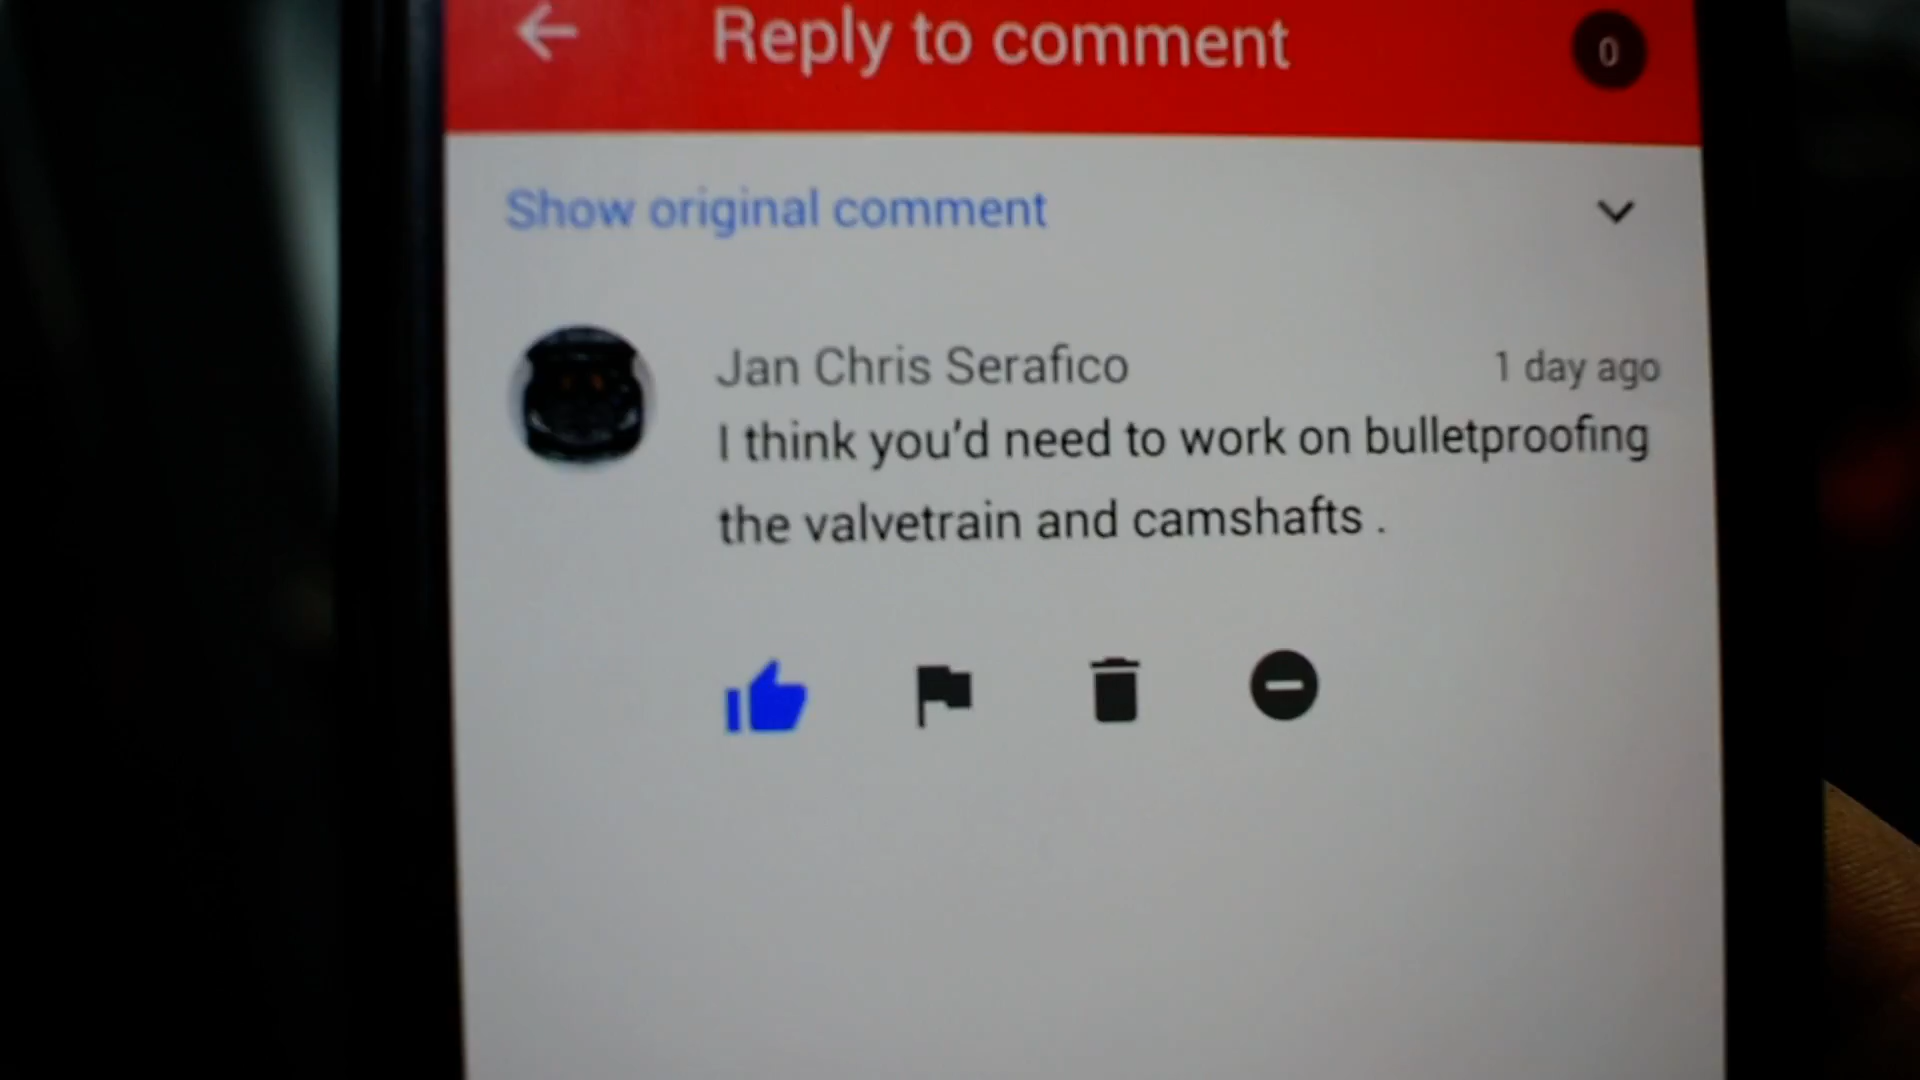 Reply to comment
0
Show original comment
Jan Chris Serafico
1 day ago
I think you'd need to work on bulletproofing
the valvetrain and camshafts .